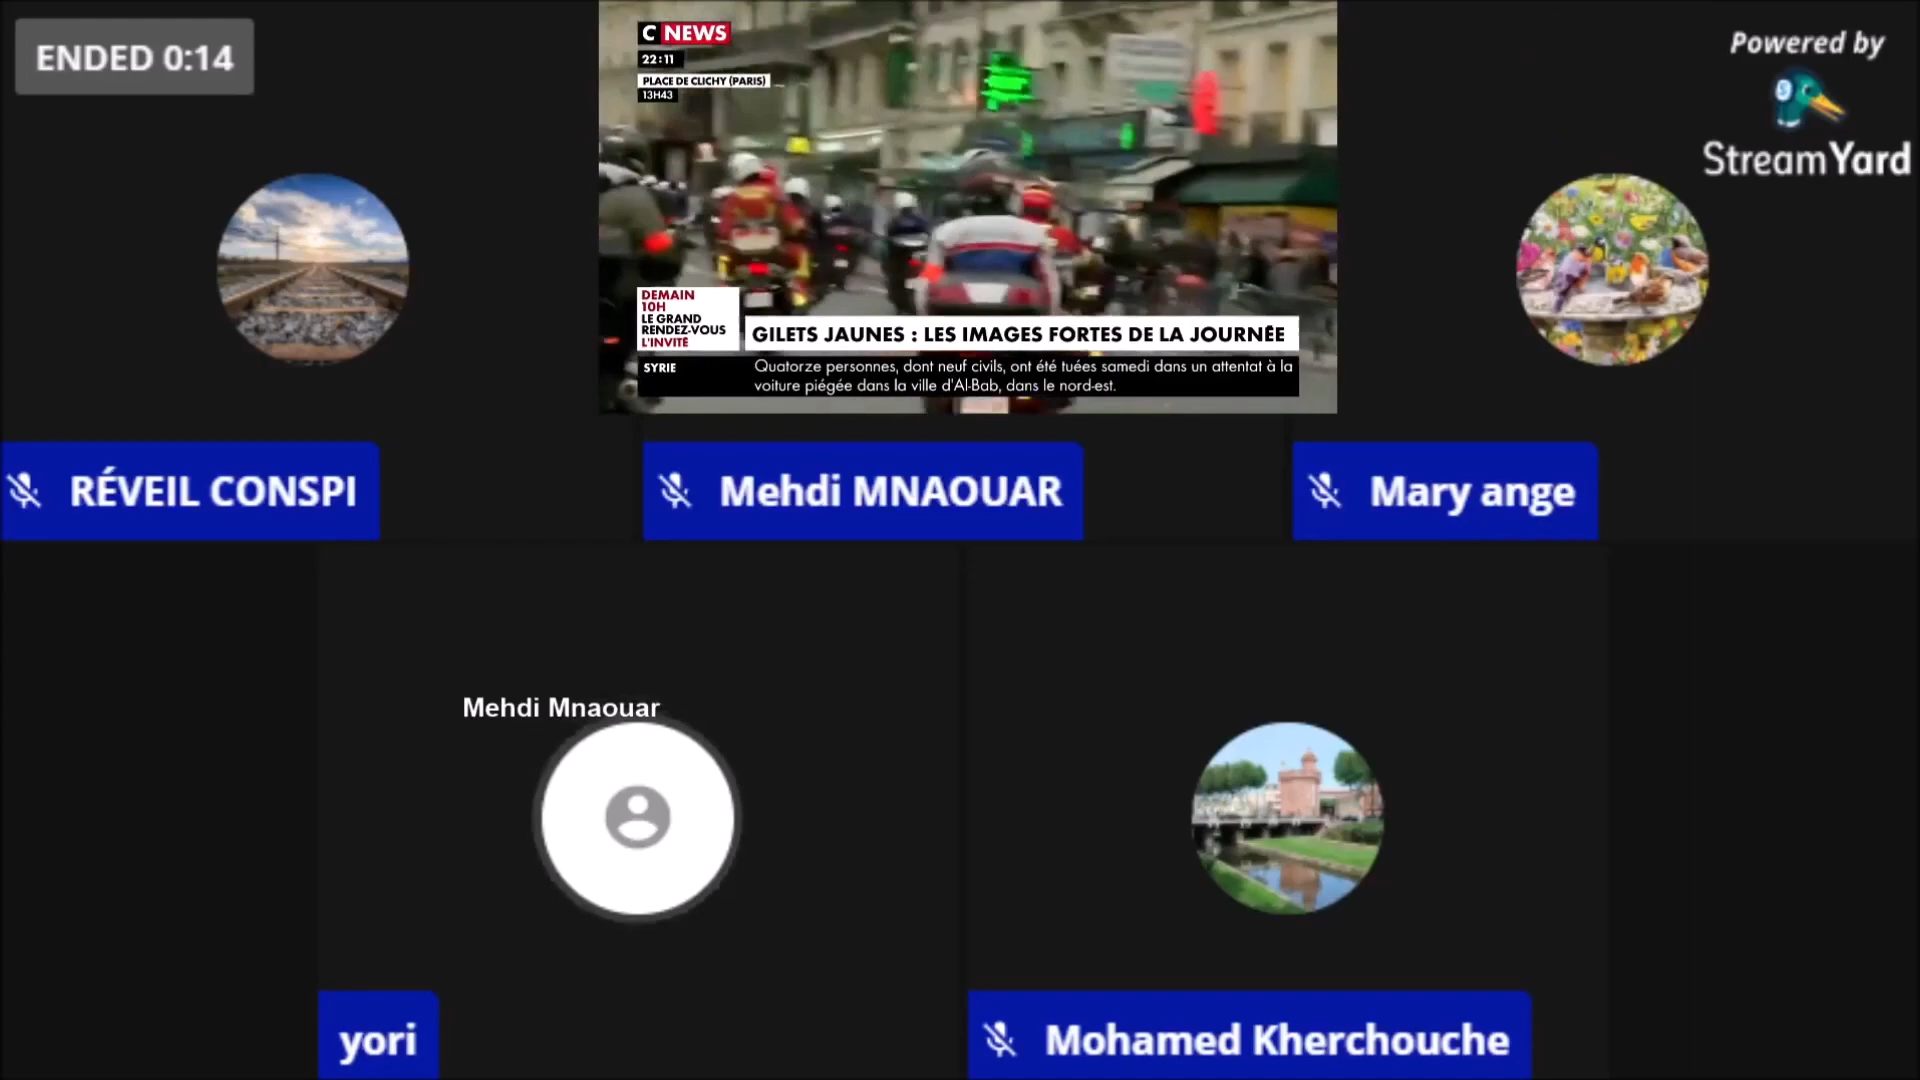 ENDED 0:14
C NEWS
22:11
PLACE DE CLICHY (PARIS)
13H43
Powered by
StreamYard
DEMAIN
10H
LE GRAND
RENDEZ-VOUS
L'INVITÉ
GILETS JAUNES : LES IMAGES FORTES DE LA JOURNÉE
SYRIE
Quatorze personnes, dont neuf civils, ont été tuées samedi dans un attentat à la
voiture piégée dans la ville d'Al-Bab, dans le nord-est.
RÉVEIL CONSPI
Mehdi MNAOUAR
Mary ange
Mehdi Mnaouar
yori
Mohamed Kherchouche